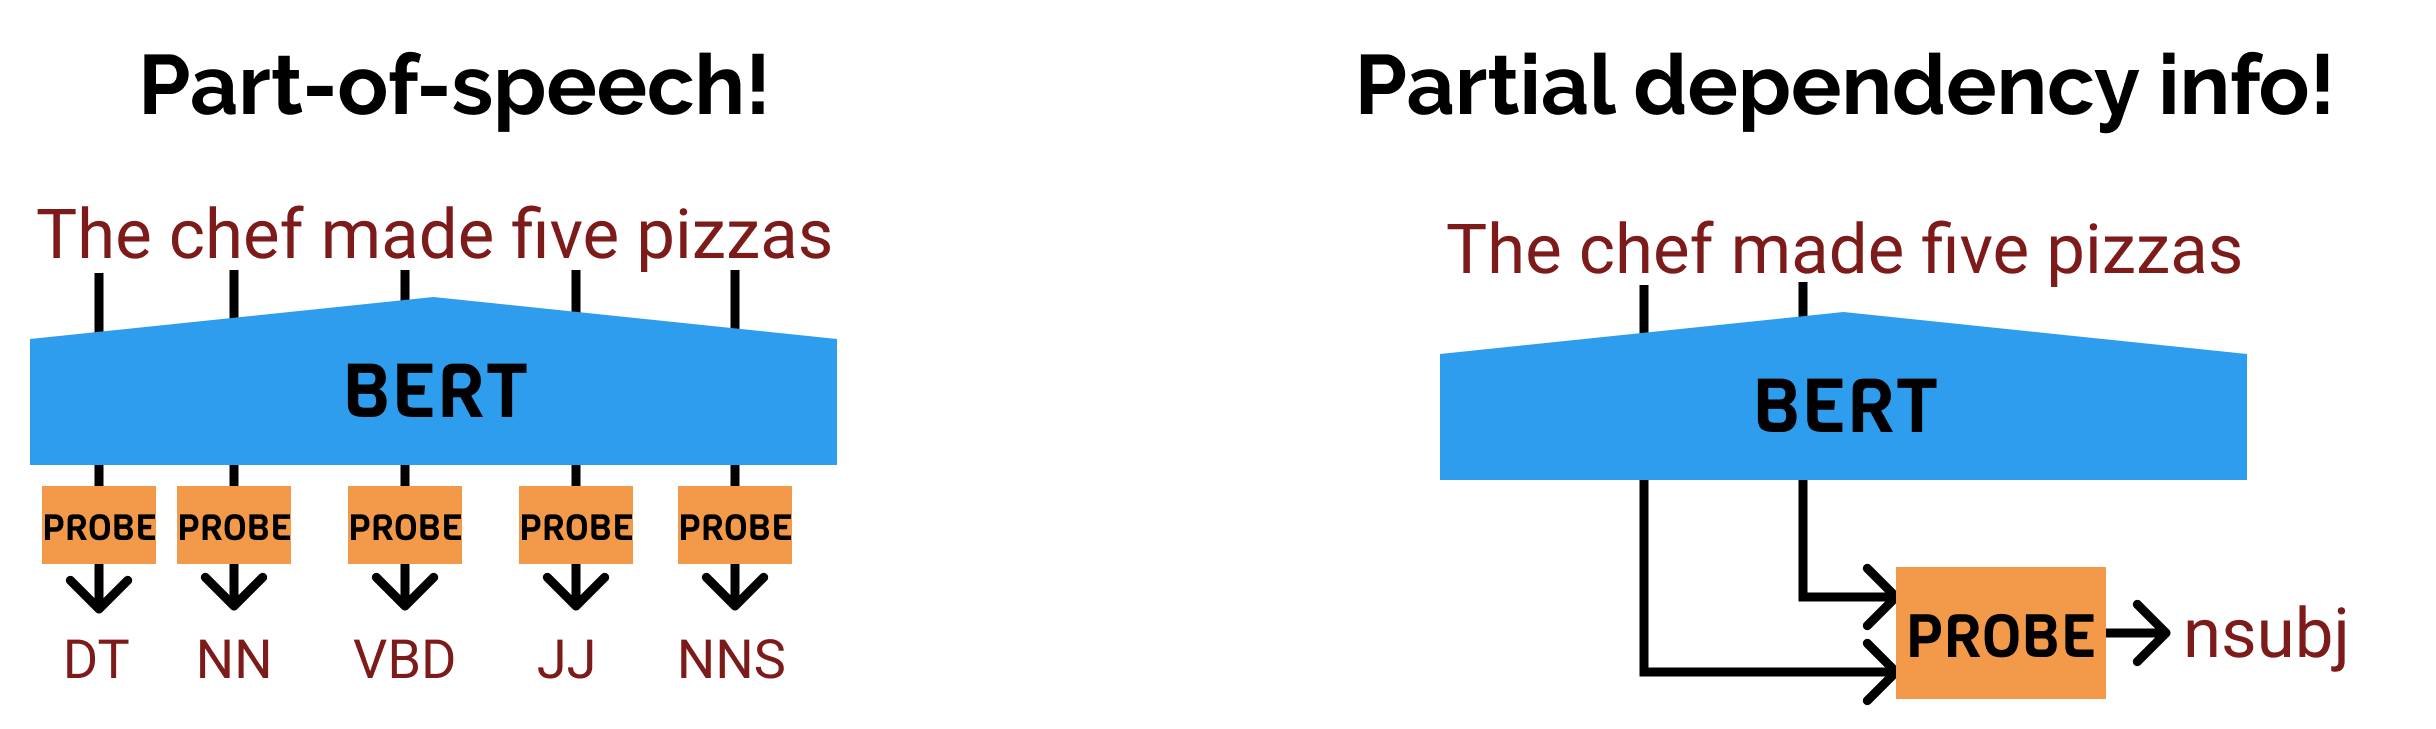 Part-of-speech!
The chef made five pizzas
BERT
PROBE PROBE PROBE PROBE PROBE
DT NN VBD JJ NNS
Partial dependency info!
The chef made five pizzas
BERT
PROBE nsubj